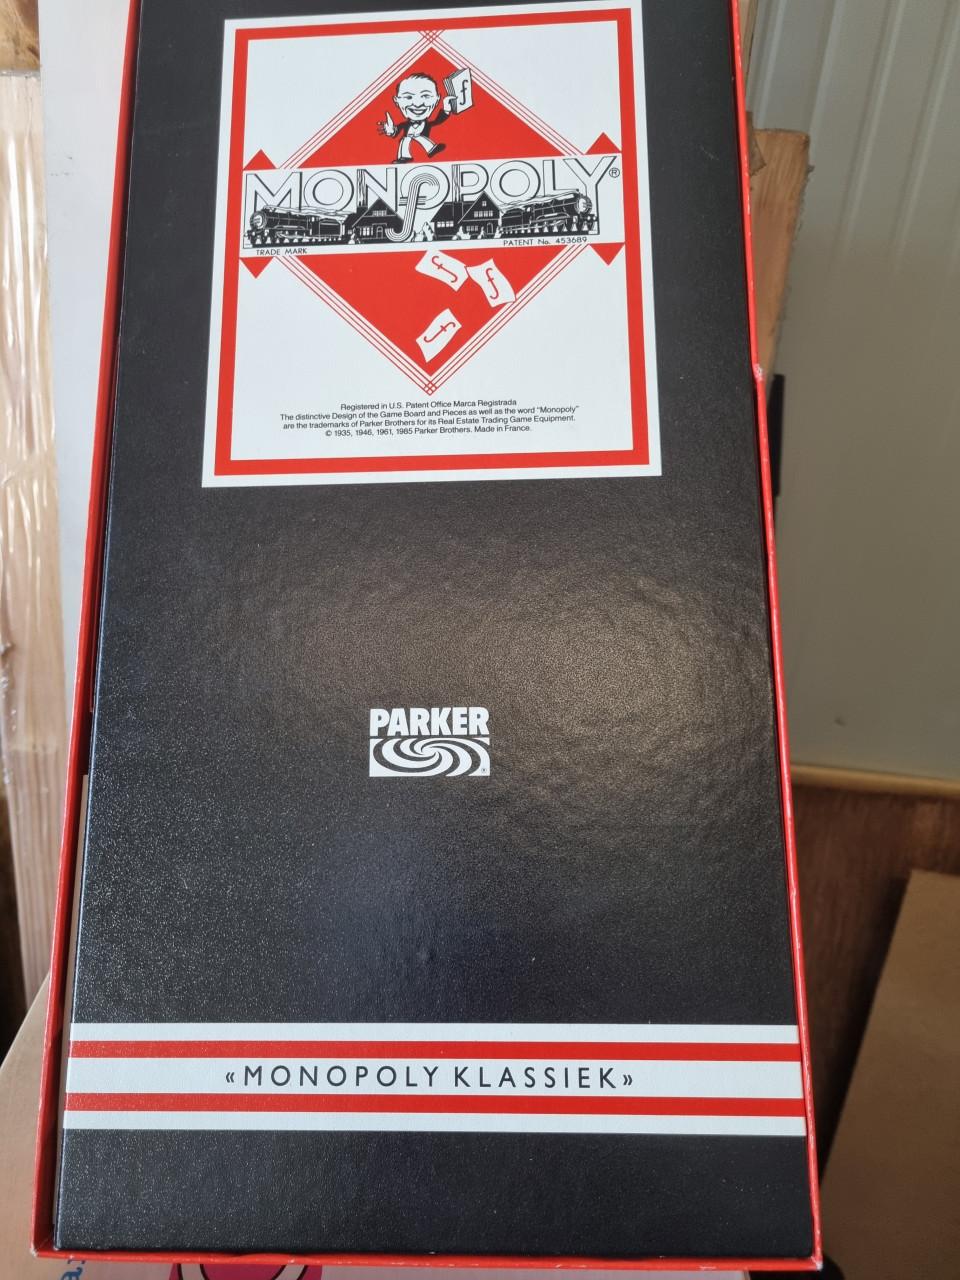 f
MONOPOLY®
TRADE MARK
PATENT No. 453689
f
f
f
Registered in U.S. Patent Office Marca Registrada
The distinctive Design of the Game Board and Pieces as well as the word "Monopoly"
are the trademarks of Parker Brothers for its Real Estate Trading Game Equipment.
© 1935, 1946, 1961, 1985 Parker Brothers. Made in France.
PARKER
®
«MONOPOLY KLASSIEK»